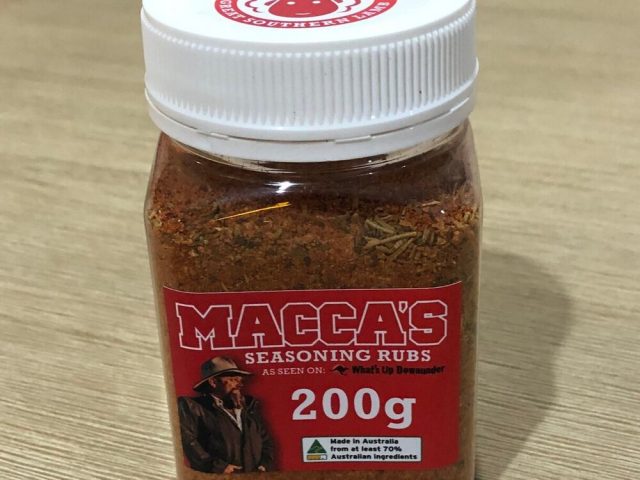 GREAT SOUTHERN LAMB
MACCA'S
SEASONING RUBS
AS SEEN ON: What's Up Downunder
200g
Made in Australia
from at least 70%
Australian ingredients